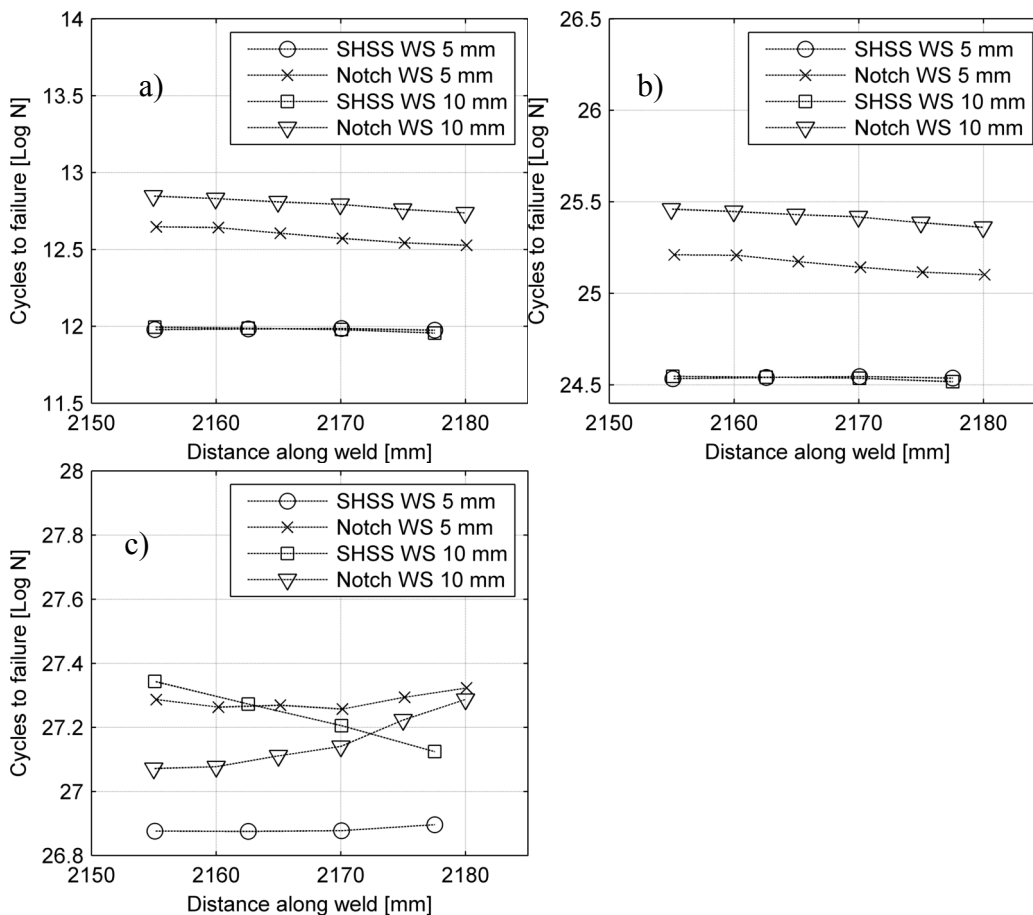 a)
Cycles to failure [Log N]
14
13.5
13
12.5
12
11.5
2150 2160 2170 2180
Distance along weld [mm]
SHSS WS 5 mm
Notch WS 5 mm
SHSS WS 10 mm
Notch WS 10 mm
b)
Cycles to failure [Log N]
26.5
26
25.5
25
24.5
2150 2160 2170 2180
Distance along weld [mm]
SHSS WS 5 mm
Notch WS 5 mm
SHSS WS 10 mm
Notch WS 10 mm
c)
Cycles to failure [Log N]
28
27.8
27.6
27.4
27.2
27
26.8
2150 2160 2170 2180
Distance along weld [mm]
SHSS WS 5 mm
Notch WS 5 mm
SHSS WS 10 mm
Notch WS 10 mm